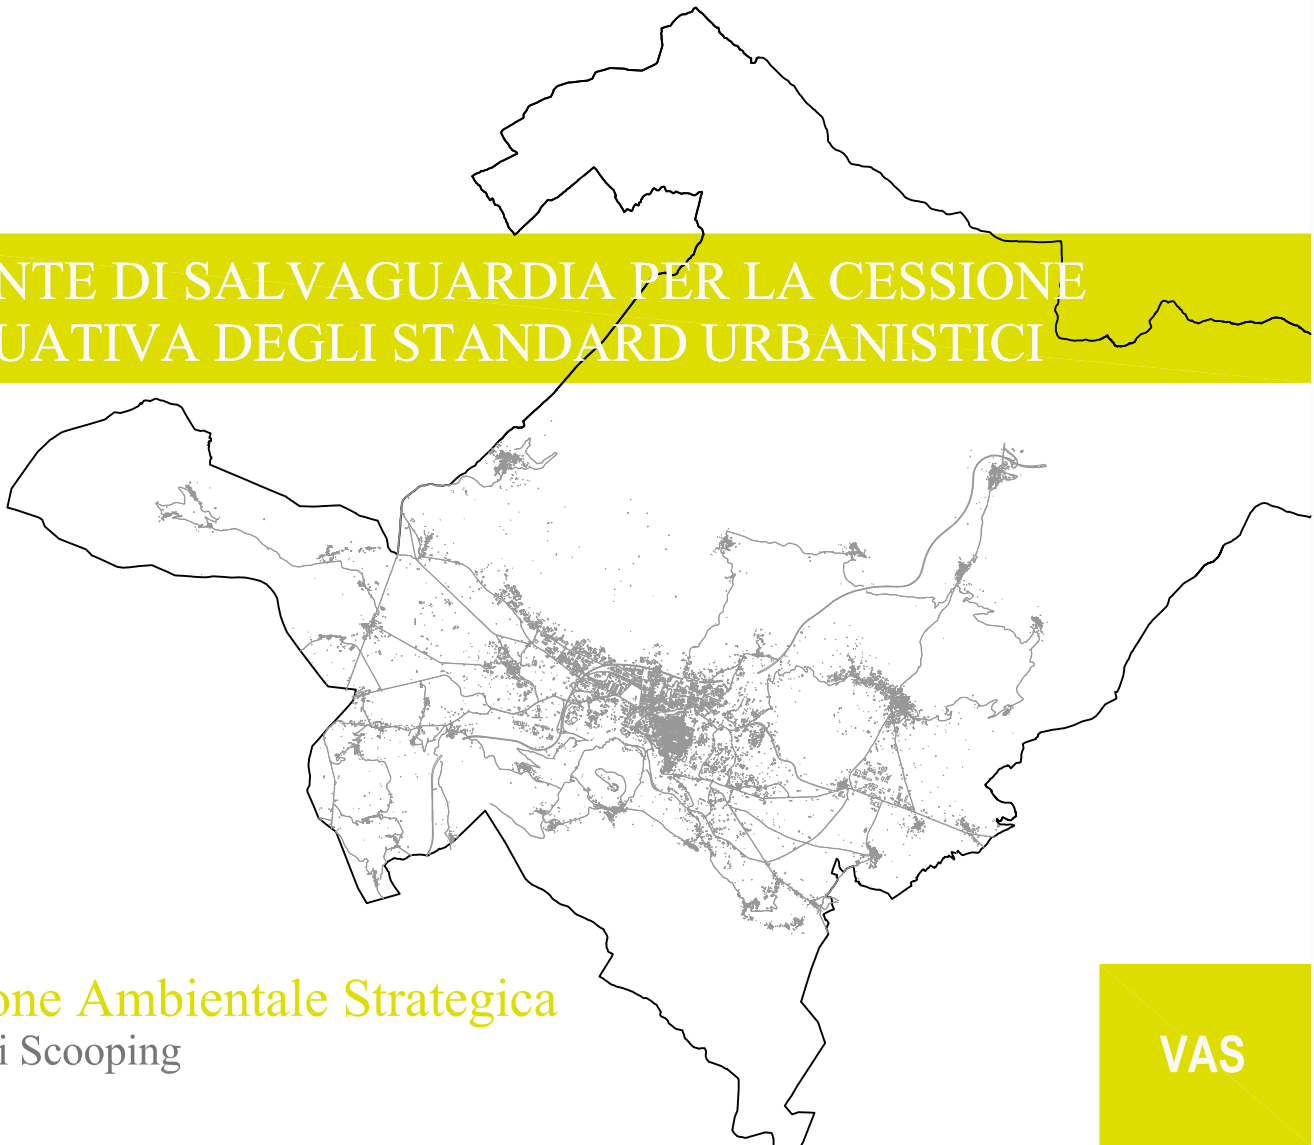 NTE DI SALVAGUARDIA PER LA CESSIONE
UATIVA DEGLI STANDARD URBANISTICI
one Ambientale Strategica
i Scooping
VAS